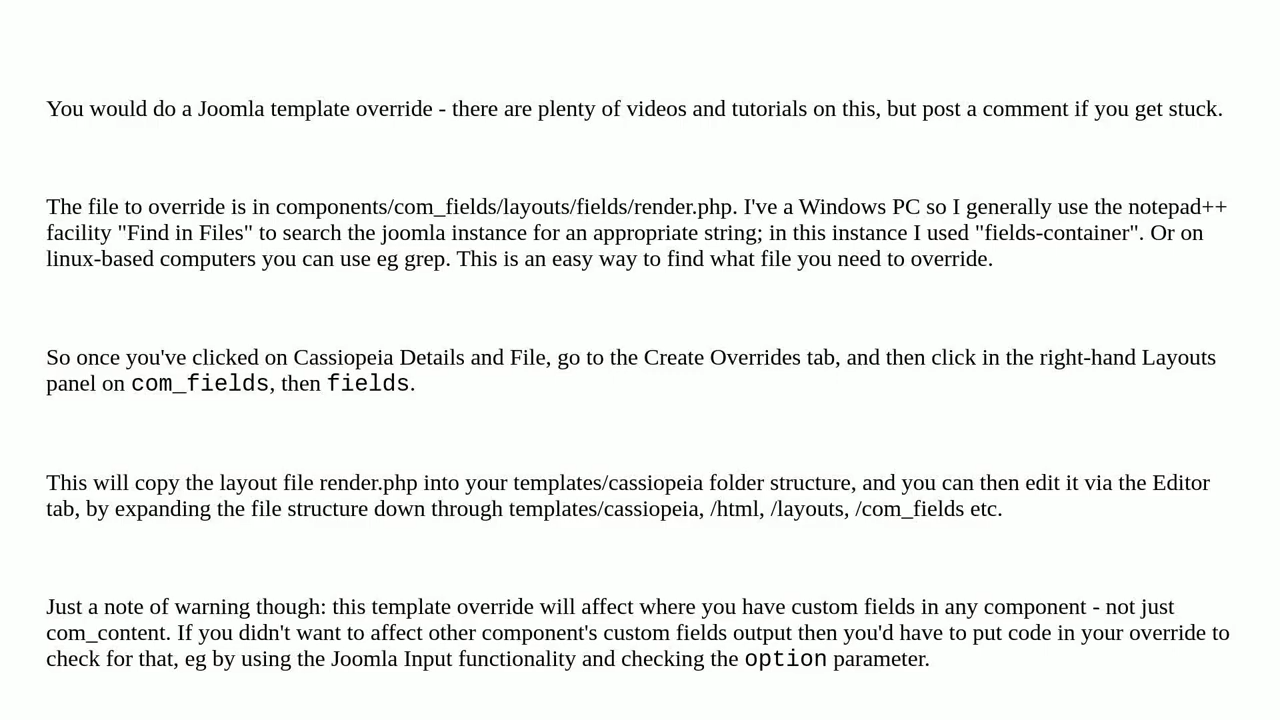 You would do a Joomla template override - there are plenty of videos and tutorials on this, but post a comment if you get stuck.
The file to override is in components/com_fields/layouts/fields/render.php. I've a Windows PC so I generally use the notepad++
facility "Find in Files" to search the joomla instance for an appropriate string; in this instance I used "fields-container". Or on
linux-based computers you can use eg grep. This is an easy way to find what file you need to override.
So once you've clicked on Cassiopeia Details and File, go to the Create Overrides tab, and then click in the right-hand Layouts
panel on com_fields, then fields.
This will copy the layout file render.php into your templates/cassiopeia folder structure, and you can then edit it via the Editor
tab, by expanding the file structure down through templates/cassiopeia, /html, /layouts, /com_fields etc.
Just a note of warning though: this template override will affect where you have custom fields in any component - not just
com_content. If you didn't want to affect other component's custom fields output then you'd have to put code in your override to
check for that, eg by using the Joomla Input functionality and checking the option parameter.